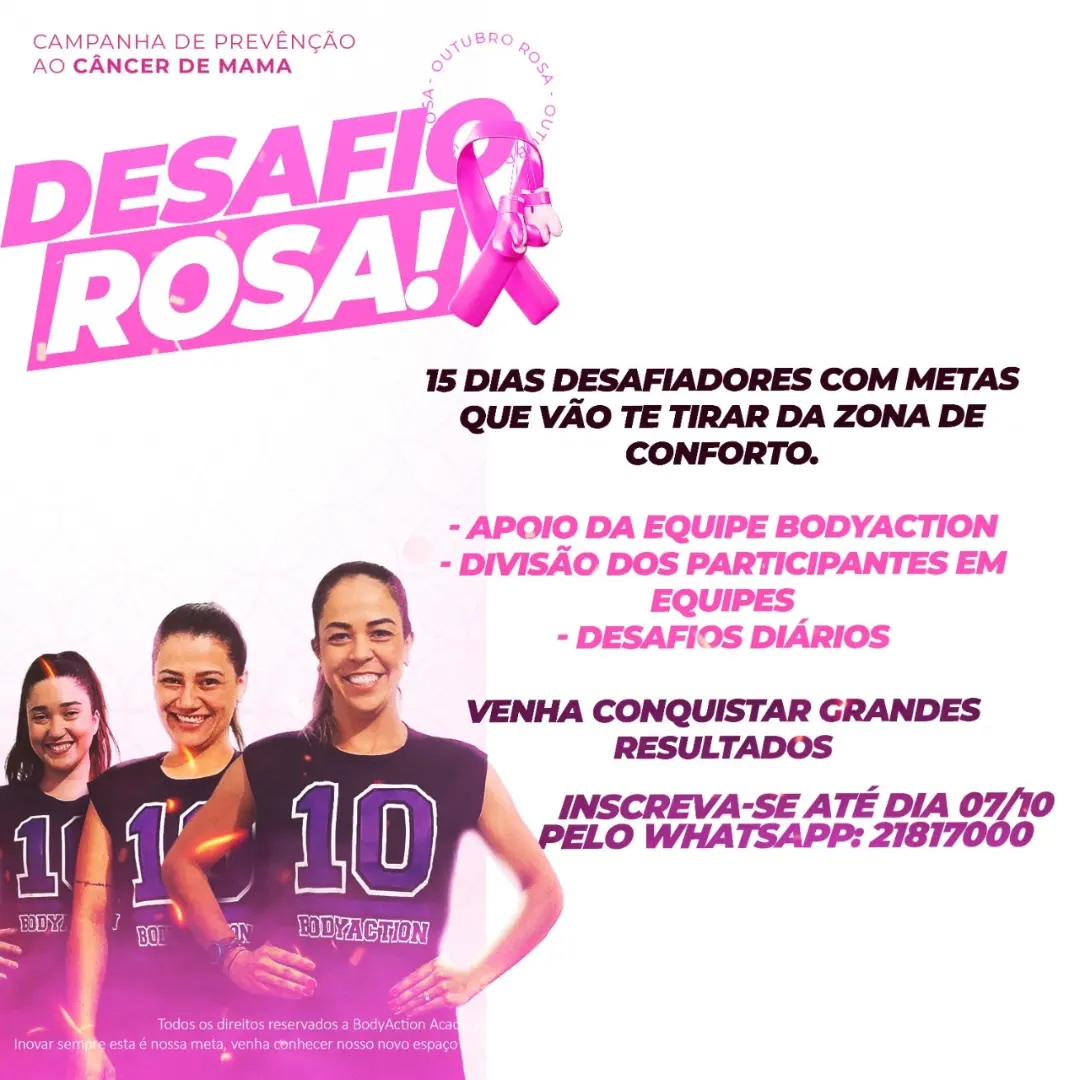 CAMPANHA DE PREVÊNÇÃO
AO CÂNCER DE MAMA
OUTUBRO ROSA
DESAFIO
ROSA!
15 DIAS DESAFIADORES COM METAS
QUE VÃO TE TIRAR DA ZONA DE
CONFORTO.
- APOIO DA EQUIPE BODYACTION
- DIVISÃO DOS PARTICIPANTES EM
EQUIPES
- DESAFIOS DIÁRIOS
VENHA CONQUISTAR GRANDES
RESULTADOS
INSCREVA-SE ATÉ DIA 07/10
PELO WHATSAPP: 21817000
10
BODYACTION
Todos os direitos reservados a BodyAction
Inovar sempre esta é nossa meta, venha conhecer nosso novo espaço